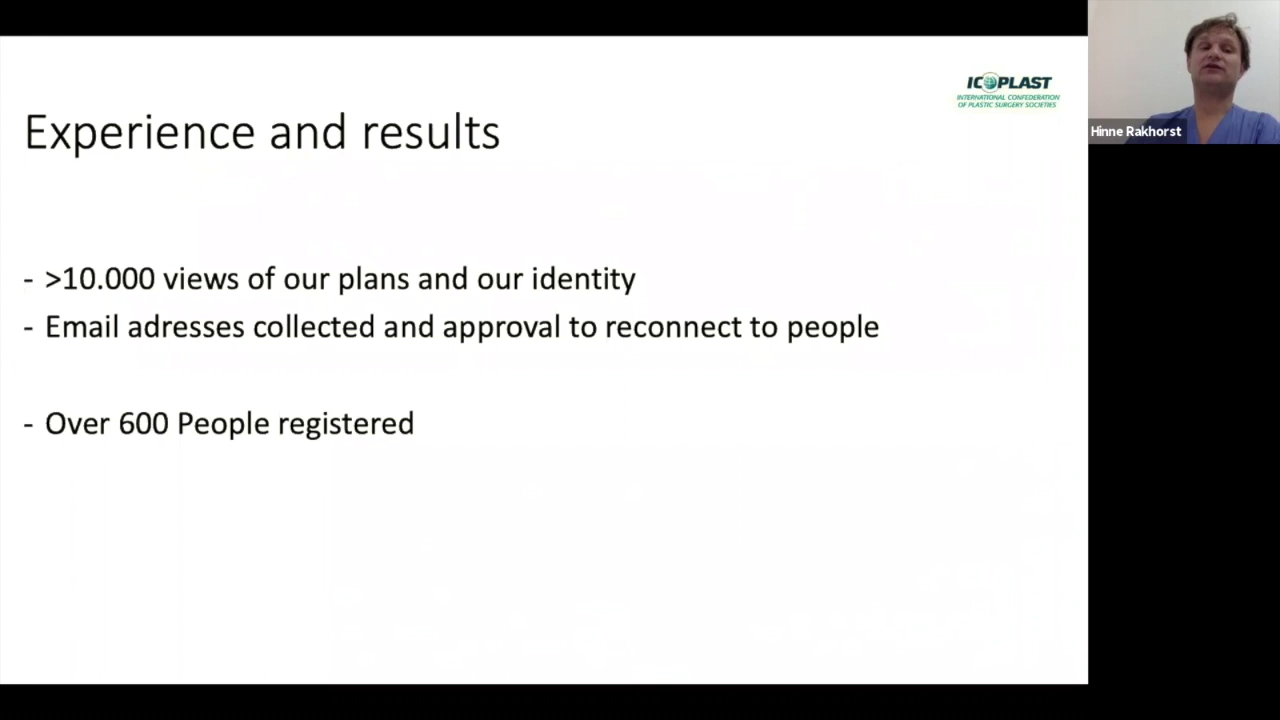 ICOPLAST
INTERNATIONAL CONFEDERATION
OF PLASTIC SURGERY SOCIETIES
Hinne Rakhorst
Experience and results
- >10.000 views of our plans and our identity
- Email adresses collected and approval to reconnect to people
- Over 600 People registered